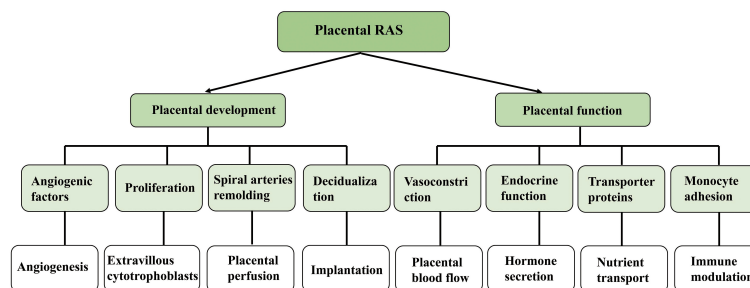 Placental RAS
Placental development
Placental function
Angiogenic
factors
Proliferation
Spiral arteries
remolding
Decidualiza
tion
Vasoconstri
ction
Endocrine
function
Transporter
proteins
Monocyte
adhesion
Angiogenesis
Extravillous
cytotrophoblasts
Placental
perfusion
Implantation
Placental
blood flow
Hormone
secretion
Nutrient
transport
Immune
modulation